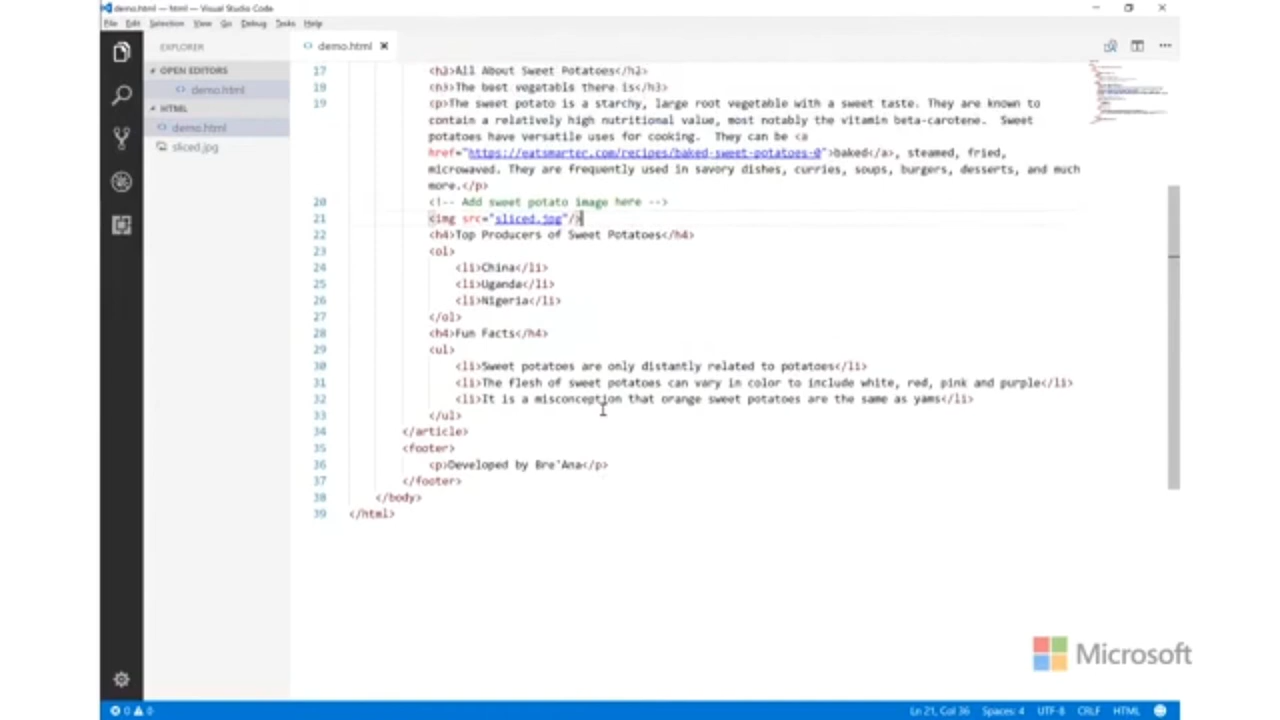 demo.html — html — Visual Studio Code
File Edit Selection View Go Debug Tasks Help
EXPLORER
OPEN EDITORS
<> demo.html
HTML
<> demo.html
sliced.jpg
<> demo.html ×
17 <h2>All About Sweet Potatoes</h2>
18 <h3>The best vegetable there is</h3>
19 <p>The sweet potato is a starchy, large root vegetable with a sweet taste. They are known to
contain a relatively high nutritional value, most notably the vitamin beta-carotene. Sweet
potatoes have versatile uses for cooking. They can be <a
href="https://eatsmarter.com/recipes/baked-sweet-potatoes-0">baked</a>, steamed, fried,
microwaved. They are frequently used in savory dishes, curries, soups, burgers, desserts, and much
more.</p>
20 <!-- Add sweet potato image here -->
21 <img src="sliced.jpg"/>
22 <h4>Top Producers of Sweet Potatoes</h4>
23 <ol>
24 <li>China</li>
25 <li>Uganda</li>
26 <li>Nigeria</li>
27 </ol>
28 <h4>Fun Facts</h4>
29 <ul>
30 <li>Sweet potatoes are only distantly related to potatoes</li>
31 <li>The flesh of sweet potatoes can vary in color to include white, red, pink and purple</li>
32 <li>It is a misconception that orange sweet potatoes are the same as yams</li>
33 </ul>
34 </article>
35 <footer>
36 <p>Developed by Bre'Ana</p>
37 </footer>
38 </body>
39 </html>
Microsoft
0 0 Ln 21, Col 36 Spaces: 4 UTF-8 CRLF HTML